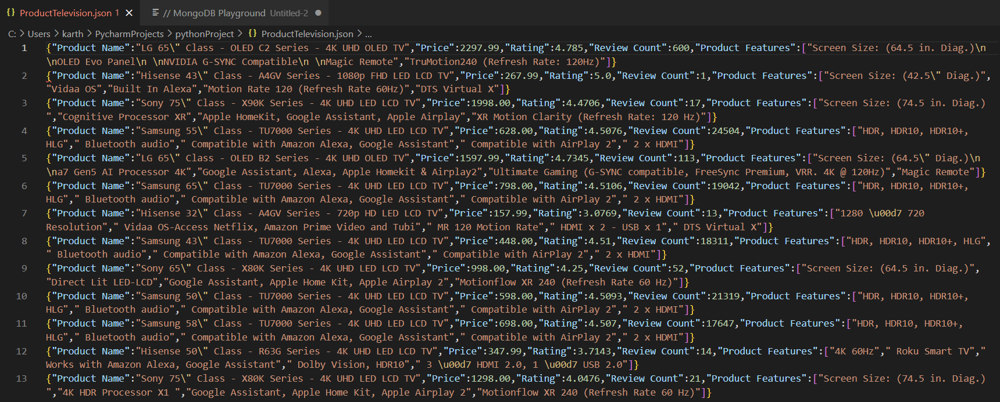 {} ProductTelevision.json 1 × // MongoDB Playground Untitled-2 ●
C: > Users > karth > PycharmProjects > pythonProject > {} ProductTelevision.json > ...
1 {"Product Name":"LG 65\" Class - OLED C2 Series - 4K UHD OLED TV","Price":2297.99,"Rating":4.785,"Review Count":600,"Product Features":["Screen Size: (64.5 in. Diag.)\n
\nOLED Evo Panel\n \nNVIDIA G-SYNC Compatible\n \nMagic Remote","TruMotion240 (Refresh Rate: 120Hz)"]}
2 {"Product Name":"Hisense 43\" Class - A4GV Series - 1080p FHD LED LCD TV","Price":267.99,"Rating":5.0,"Review Count":1,"Product Features":["Screen Size: (42.5\" Diag.)",
"Vidaa OS","Built In Alexa","Motion Rate 120 (Refresh Rate 60Hz)","DTS Virtual X"]}
3 {"Product Name":"Sony 75\" Class - X90K Series - 4K UHD LED LCD TV","Price":1998.00,"Rating":4.4706,"Review Count":17,"Product Features":["Screen Size: (74.5 in. Diag.)
","Cognitive Processor XR","Apple HomeKit, Google Assistant, Apple Airplay","XR Motion Clarity (Refresh Rate: 120 Hz)"]}
4 {"Product Name":"Samsung 55\" Class - TU7000 Series - 4K UHD LED LCD TV","Price":628.00,"Rating":4.5076,"Review Count":24504,"Product Features":["HDR, HDR10, HDR10+,
HLG"," Bluetooth audio"," Compatible with Amazon Alexa, Google Assistant"," Compatible with AirPlay 2"," 2 x HDMI"]}
5 {"Product Name":"LG 65\" Class - OLED B2 Series - 4K UHD OLED TV","Price":1597.99,"Rating":4.7345,"Review Count":113,"Product Features":["Screen Size: (64.5\" Diag.)\n
\na7 Gen5 AI Processor 4K","Google Assistant, Alexa, Apple Homekit & Airplay2","Ultimate Gaming (G-SYNC compatible, FreeSync Premium, VRR. 4K @ 120Hz)","Magic Remote"]}
6 {"Product Name":"Samsung 65\" Class - TU7000 Series - 4K UHD LED LCD TV","Price":798.00,"Rating":4.5106,"Review Count":19042,"Product Features":["HDR, HDR10, HDR10+,
HLG"," Bluetooth audio"," Compatible with Amazon Alexa, Google Assistant"," Compatible with AirPlay 2"," 2 x HDMI"]}
7 {"Product Name":"Hisense 32\" Class - A4GV Series - 720p HD LED LCD TV","Price":157.99,"Rating":3.0769,"Review Count":13,"Product Features":["1280 \u00d7 720
Resolution"," Vidaa OS-Access Netflix, Amazon Prime Video and Tubi"," MR 120 Motion Rate"," HDMI x 2 - USB x 1"," DTS Virtual X"]}
8 {"Product Name":"Samsung 43\" Class - TU7000 Series - 4K UHD LED LCD TV","Price":448.00,"Rating":4.51,"Review Count":18311,"Product Features":["HDR, HDR10, HDR10+, HLG",
" Bluetooth audio"," Compatible with Amazon Alexa, Google Assistant"," Compatible with AirPlay 2"," 2 x HDMI"]}
9 {"Product Name":"Sony 65\" Class - X80K Series - 4K UHD LED LCD TV","Price":998.00,"Rating":4.25,"Review Count":52,"Product Features":["Screen Size: (64.5 in. Diag.)",
"Direct Lit LED-LCD","Google Assistant, Apple Home Kit, Apple Airplay 2","Motionflow XR 240 (Refresh Rate 60 Hz)"]}
10 {"Product Name":"Samsung 50\" Class - TU7000 Series - 4K UHD LED LCD TV","Price":598.00,"Rating":4.5093,"Review Count":21319,"Product Features":["HDR, HDR10, HDR10+,
HLG"," Bluetooth audio"," Compatible with Amazon Alexa, Google Assistant"," Compatible with AirPlay 2"," 2 x HDMI"]}
11 {"Product Name":"Samsung 58\" Class - TU7000 Series - 4K UHD LED LCD TV","Price":698.00,"Rating":4.507,"Review Count":17647,"Product Features":["HDR, HDR10, HDR10+,
HLG"," Bluetooth audio"," Compatible with Amazon Alexa, Google Assistant"," Compatible with AirPlay 2"," 2 x HDMI"]}
12 {"Product Name":"Hisense 50\" Class - R63G Series - 4K UHD LED LCD TV","Price":347.99,"Rating":3.7143,"Review Count":14,"Product Features":["4K 60Hz"," Roku Smart TV","
Works with Amazon Alexa, Google Assistant"," Dolby Vision, HDR10"," 3 \u00d7 HDMI 2.0, 1 \u00d7 USB 2.0"]}
13 {"Product Name":"Sony 75\" Class - X80K Series - 4K UHD LED LCD TV","Price":1298.00,"Rating":4.0476,"Review Count":21,"Product Features":["Screen Size: (74.5 in. Diag.)
","4K HDR Processor X1 ","Google Assistant, Apple Home Kit, Apple Airplay 2","Motionflow XR 240 (Refresh Rate 60 Hz)"]}